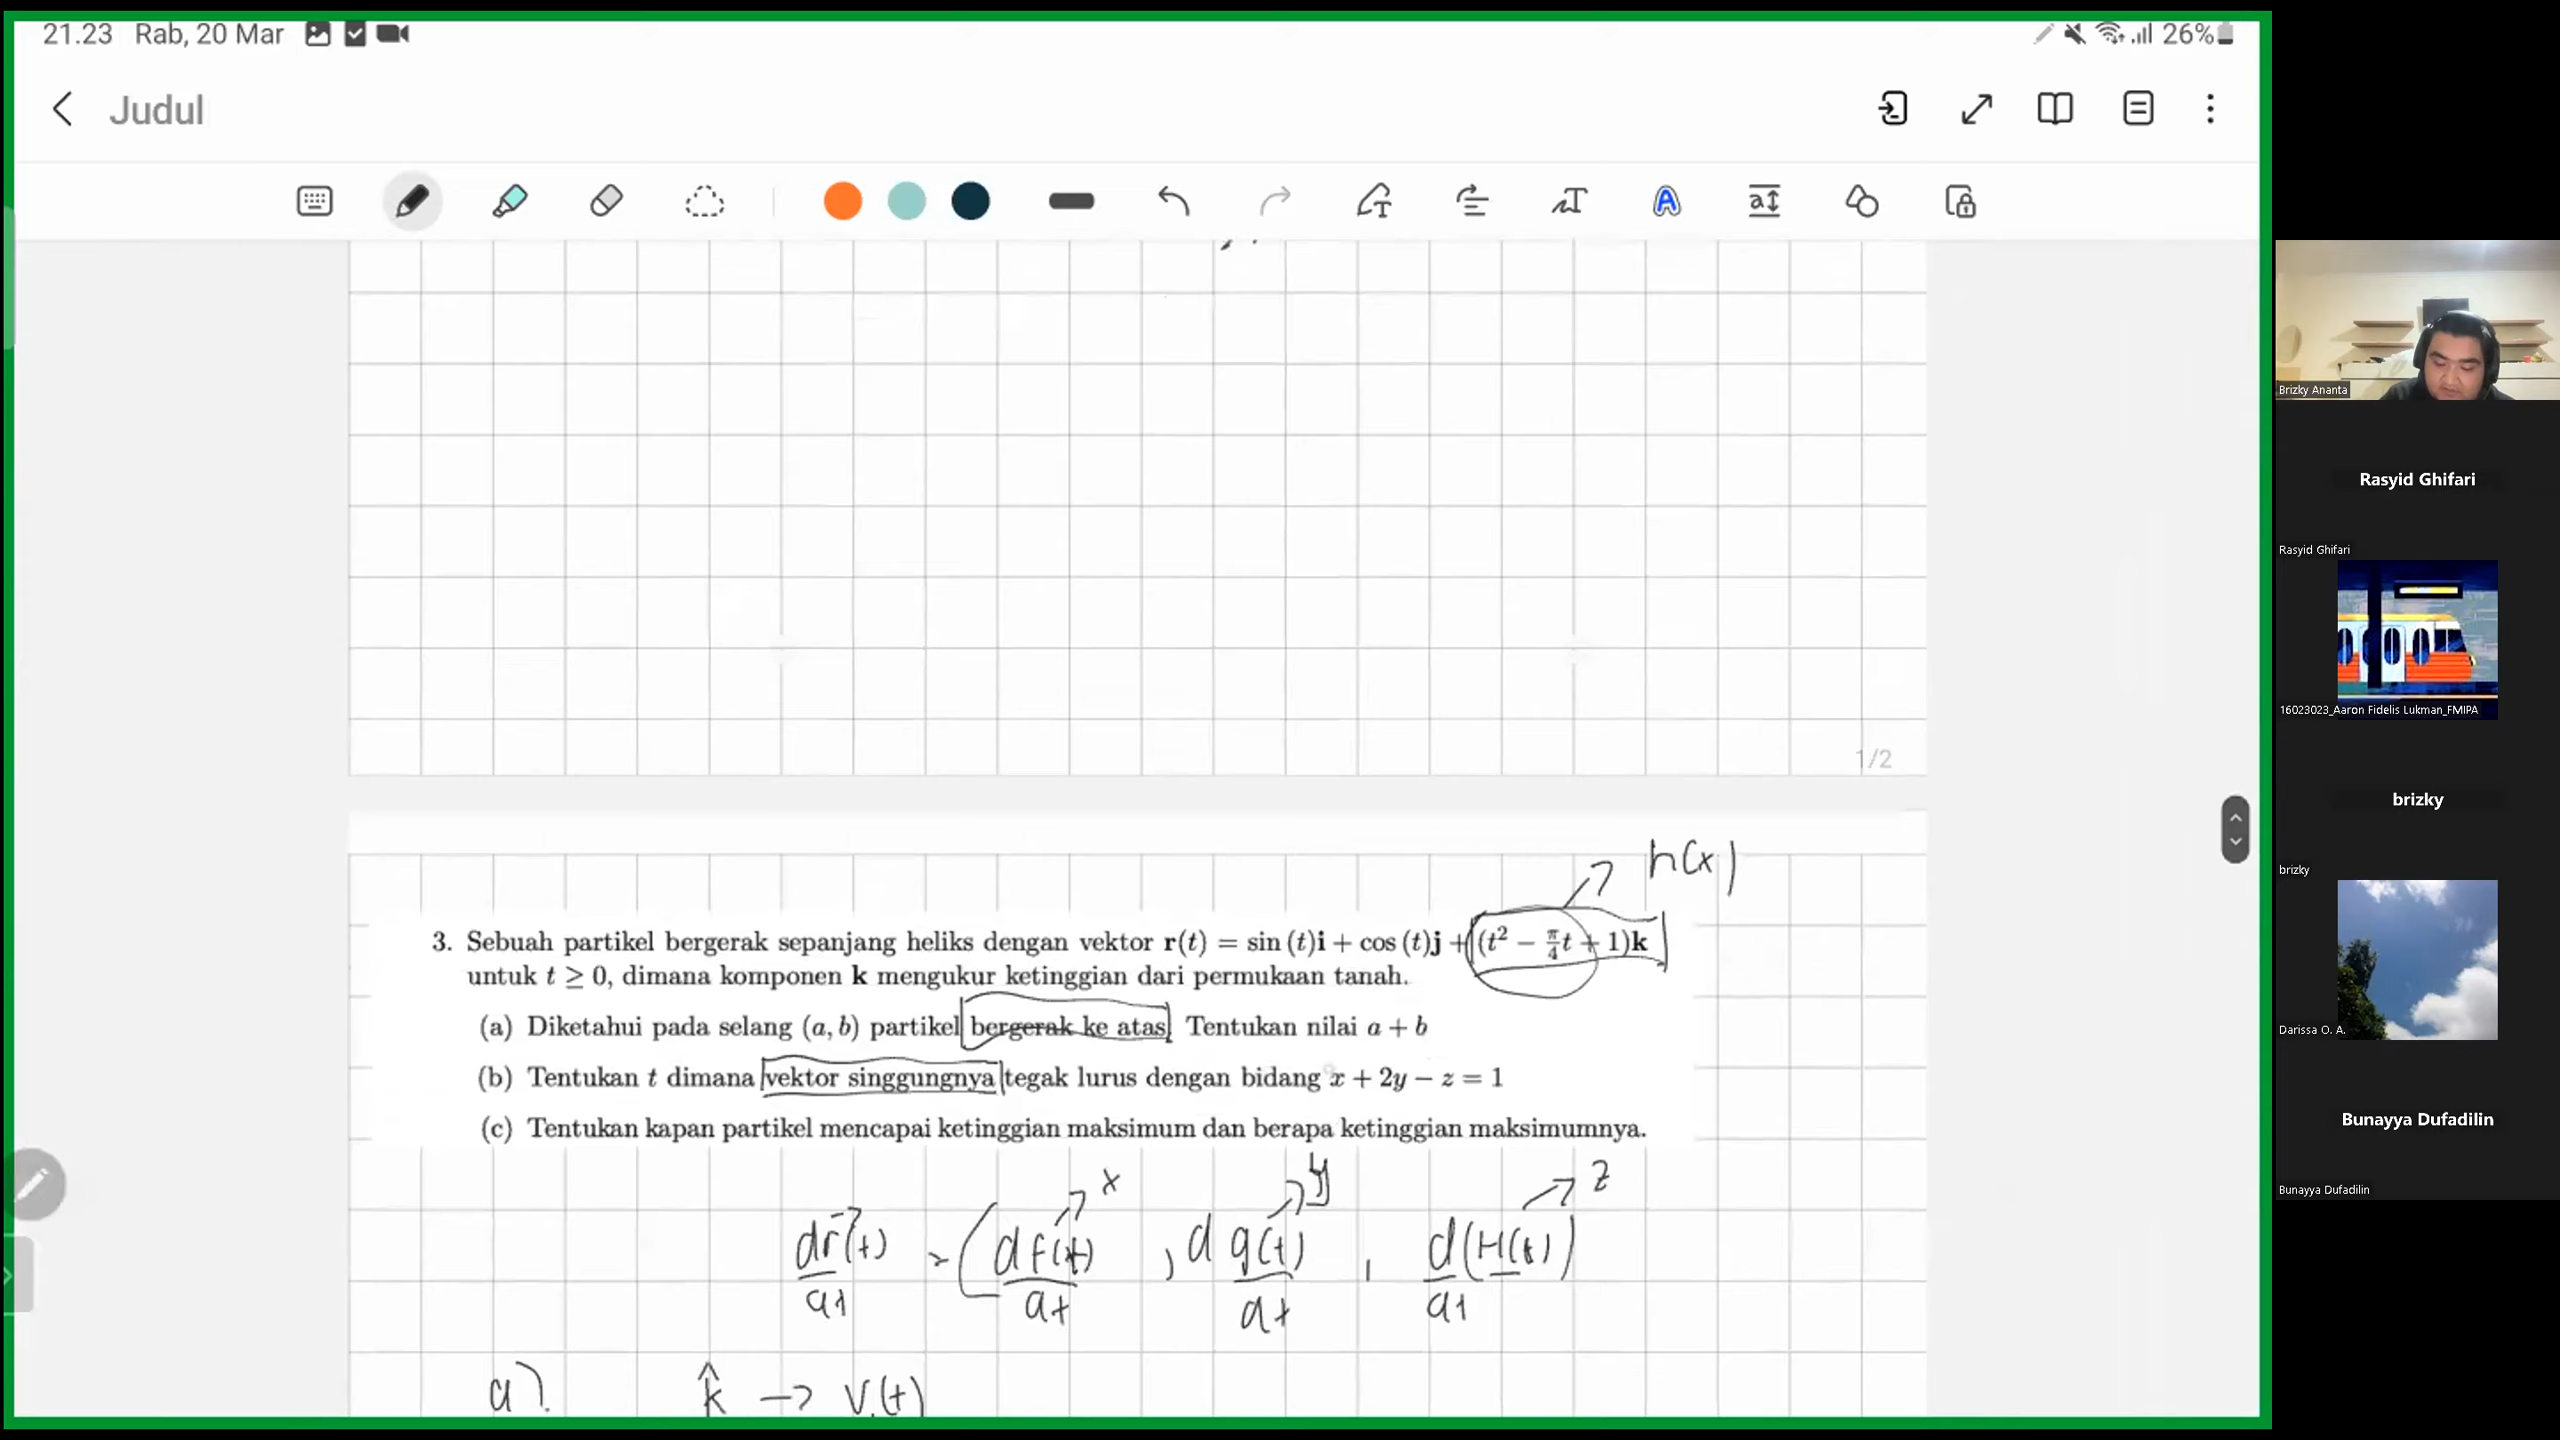 21.23 Rab, 20 Mar
26%
Judul
1/2
h(x)
3. Sebuah partikel bergerak sepanjang heliks dengan vektor r(t) = sin (t)i + cos (t)j + (t² − π/4 t + 1)k
untuk t ≥ 0, dimana komponen k mengukur ketinggian dari permukaan tanah.
(a) Diketahui pada selang (a, b) partikel bergerak ke atas. Tentukan nilai a + b
(b) Tentukan t dimana vektor singgungnya tegak lurus dengan bidang x + 2y − z = 1
(c) Tentukan kapan partikel mencapai ketinggian maksimum dan berapa ketinggian maksimumnya.
x y z
dr(t)/dt = (df(t)/dt, dg(t)/dt, d(H(t))/dt
a). k̂ → V.(t)
Brizky Ananta
Rasyid Ghifari
Rasyid Ghifari
16023023_Aaron Fidelis Lukman_FMIPA
brizky
brizky
Darissa O. A.
Bunayya Dufadilin
Bunayya Dufadilin